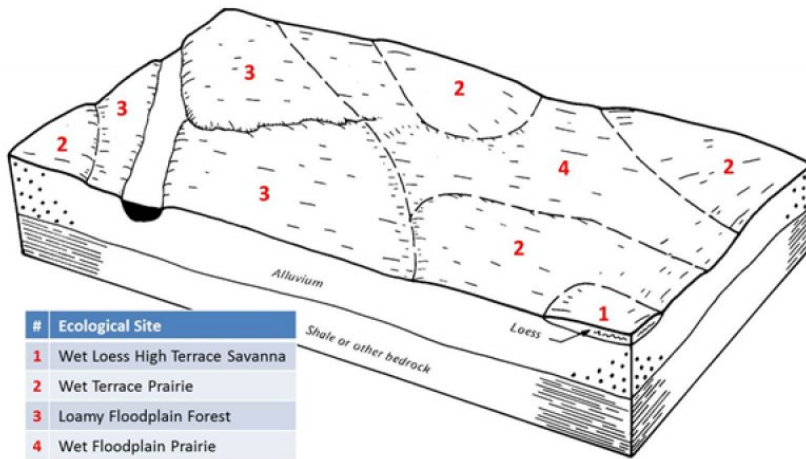 3
2
3
2
2
4
3
2
1
Alluvium
Loess
Shale or other bedrock
# Ecological Site
1 Wet Loess High Terrace Savanna
2 Wet Terrace Prairie
3 Loamy Floodplain Forest
4 Wet Floodplain Prairie